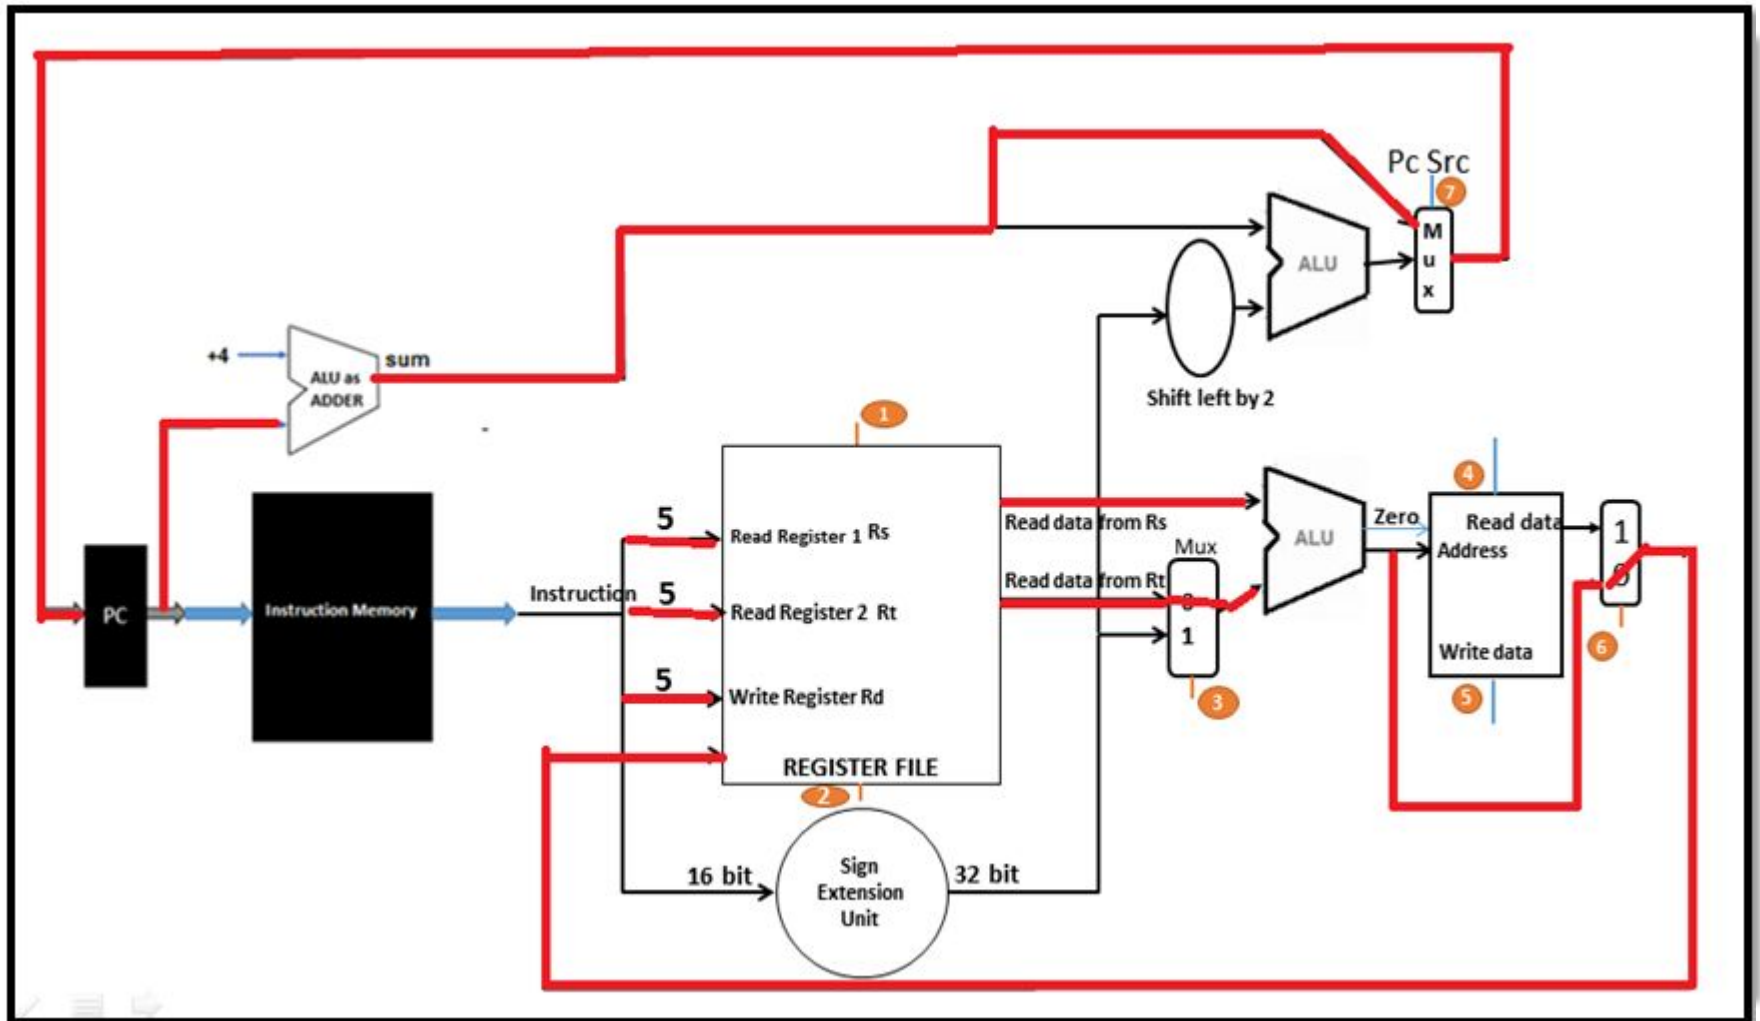 Pc Src
7
M
u
x
ALU
+4
sum
ALU as
ADDER
Shift left by 2
1
4
5
Read Register 1 Rs
Read data from Rs
Zero
Read data
1
Mux
ALU
Address
0
PC
Instruction Memory
Instruction
5
Read Register 2 Rt
Read data from Rt
1
Write data
6
5
Write Register Rd
3
5
REGISTER FILE
2
16 bit
Sign
Extension
Unit
32 bit